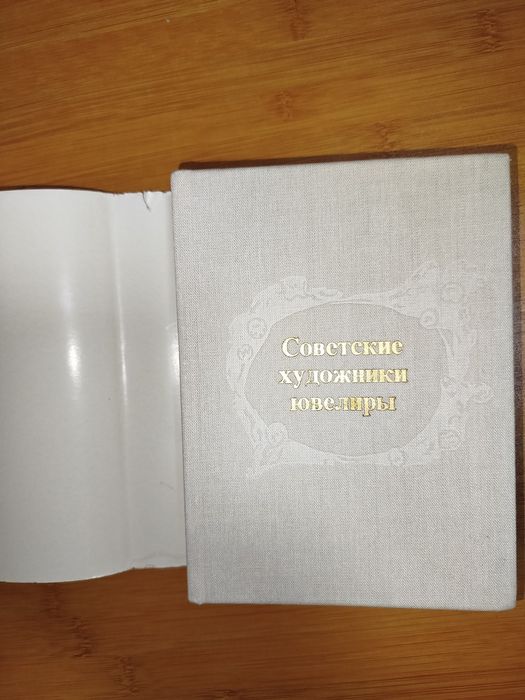 Советские
художники
ювелиры